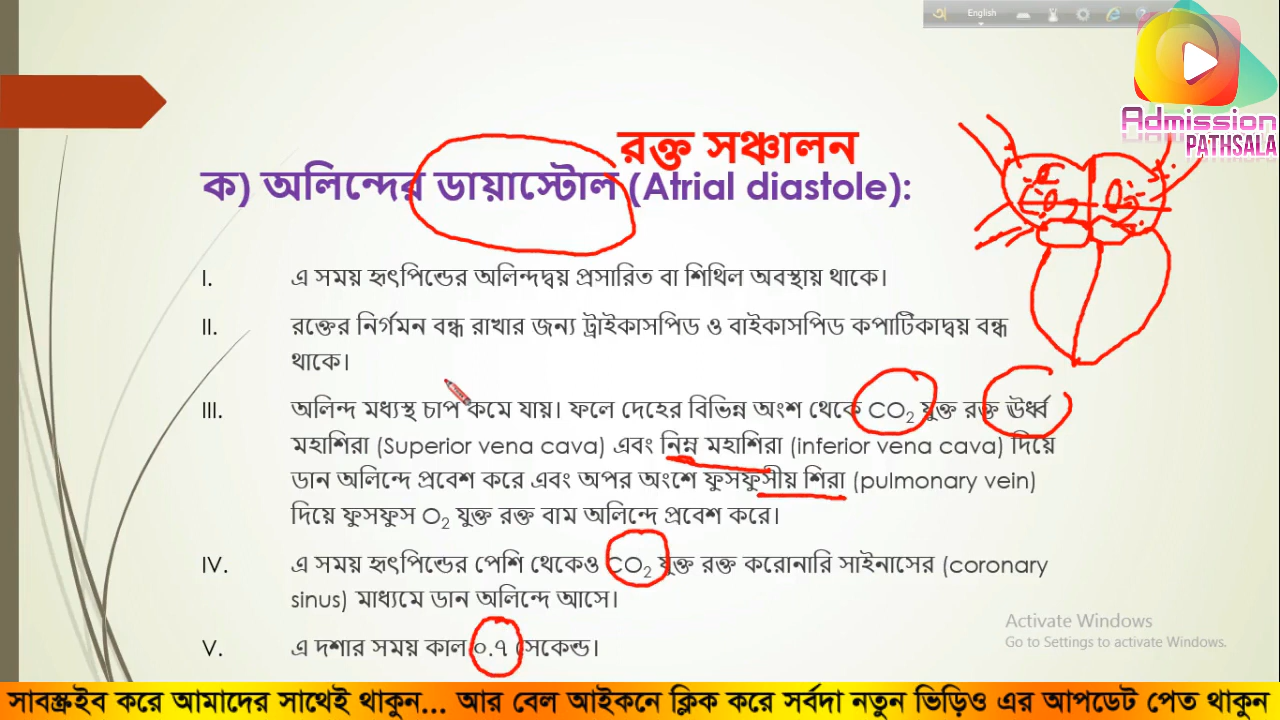 English
Admission
PATHSALA
রক্ত সঞ্চালন
ক) অলিন্দের ডায়াস্টোল (Atrial diastole):
I. এ সময় হৃৎপিন্ডের অলিন্দদ্বয় প্রসারিত বা শিথিল অবস্থায় থাকে।
II. রক্তের নির্গমন বন্ধ রাখার জন্য ট্রাইকাসপিড ও বাইকাসপিড কপাটিকাদ্বয় বন্ধ
থাকে।
III. অলিন্দ মধ্যস্থ চাপ কমে যায়। ফলে দেহের বিভিন্ন অংশ থেকে CO₂ যুক্ত রক্ত ঊর্ধ্ব
মহাশিরা (Superior vena cava) এবং নিম্ন মহাশিরা (inferior vena cava) দিয়ে
ডান অলিন্দে প্রবেশ করে এবং অপর অংশে ফুসফুসীয় শিরা (pulmonary vein)
দিয়ে ফুসফুস O₂ যুক্ত রক্ত বাম অলিন্দে প্রবেশ করে।
IV. এ সময় হৃৎপিন্ডের পেশি থেকেও CO₂ যুক্ত রক্ত করোনারি সাইনাসের (coronary
sinus) মাধ্যমে ডান অলিন্দে আসে।
V. এ দশার সময় কাল ০.৭ সেকেন্ড।
Activate Windows
Go to Settings to activate Windows.
সাবস্ক্রইব করে আমাদের সাথেই থাকুন... আর বেল আইকনে ক্লিক করে সর্বদা নতুন ভিড়িও এর আপডেট পেত থাকুন